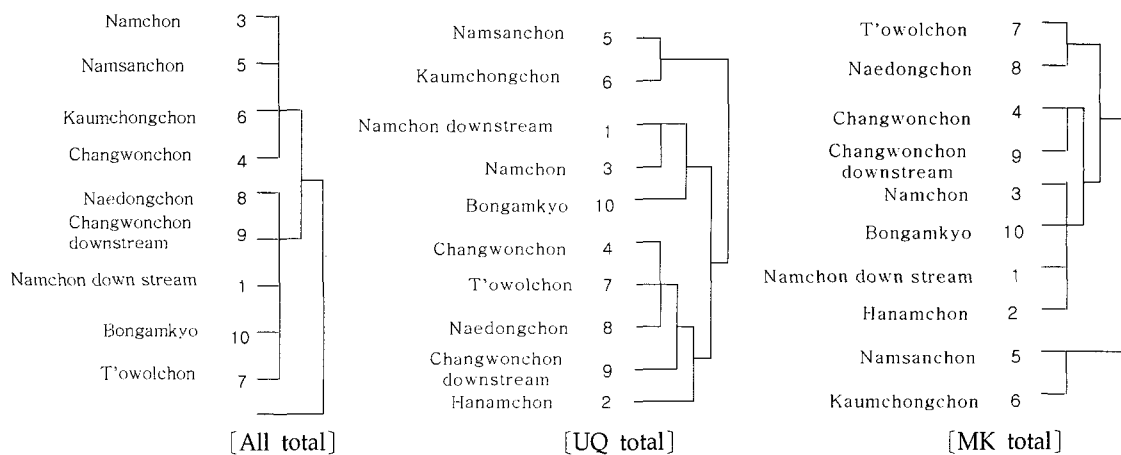 Namchon 3
Namsanchon 5
Kaumchongchon 6
Changwonchon 4
Naedongchon 8
Changwonchon
downstream 9
Namchon down stream 1
Bongamkyo 10
T'owolchon 7
[All total]
Namsanchon 5
Kaumchongchon 6
Namchon downstream 1
Namchon 3
Bongamkyo 10
Changwonchon 4
T'owolchon 7
Naedongchon 8
Changwonchon
downstream 9
Hanamchon 2
[UQ total]
T'owolchon 7
Naedongchon 8
Changwonchon 4
Changwonchon 9
downstream
Namchon 3
Bongamkyo 10
Namchon down stream 1
Hanamchon 2
Namsanchon 5
Kaumchongchon 6
[MK total]